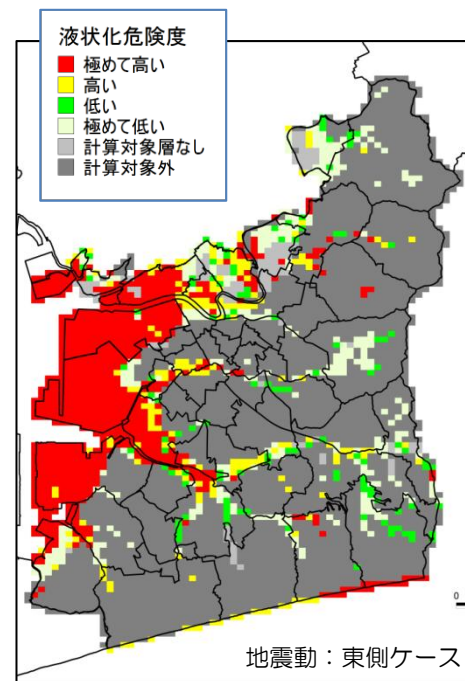 液状化危険度
極めて高い
高い
低い
極めて低い
計算対象層なし
計算対象外
0
地震動：東側ケース